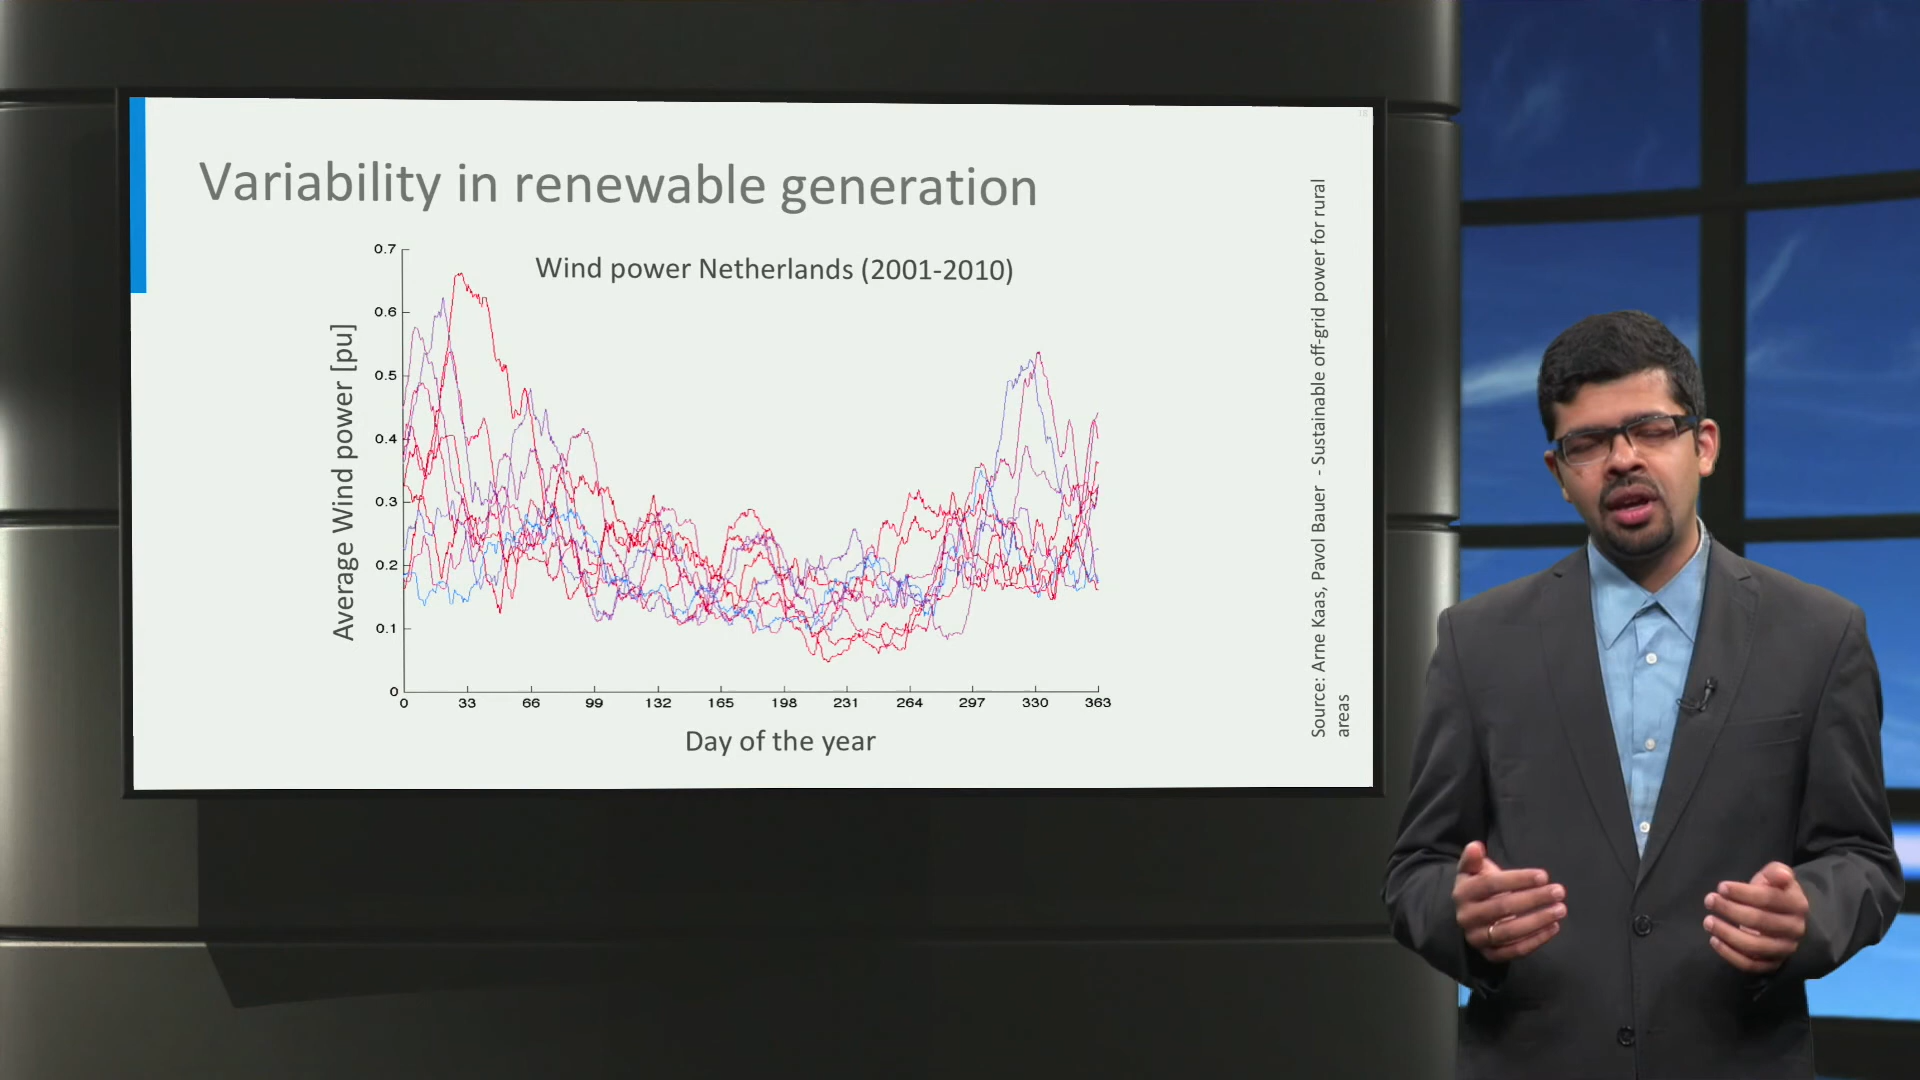 18
Variability in renewable generation
Wind power Netherlands (2001-2010)
Average Wind power [pu]
0.7
0.6
0.5
0.4
0.3
0.2
0.1
0
0 33 66 99 132 165 198 231 264 297 330 363
Day of the year
Source: Arne Kaas, Pavol Bauer - Sustainable off-grid power for rural
areas